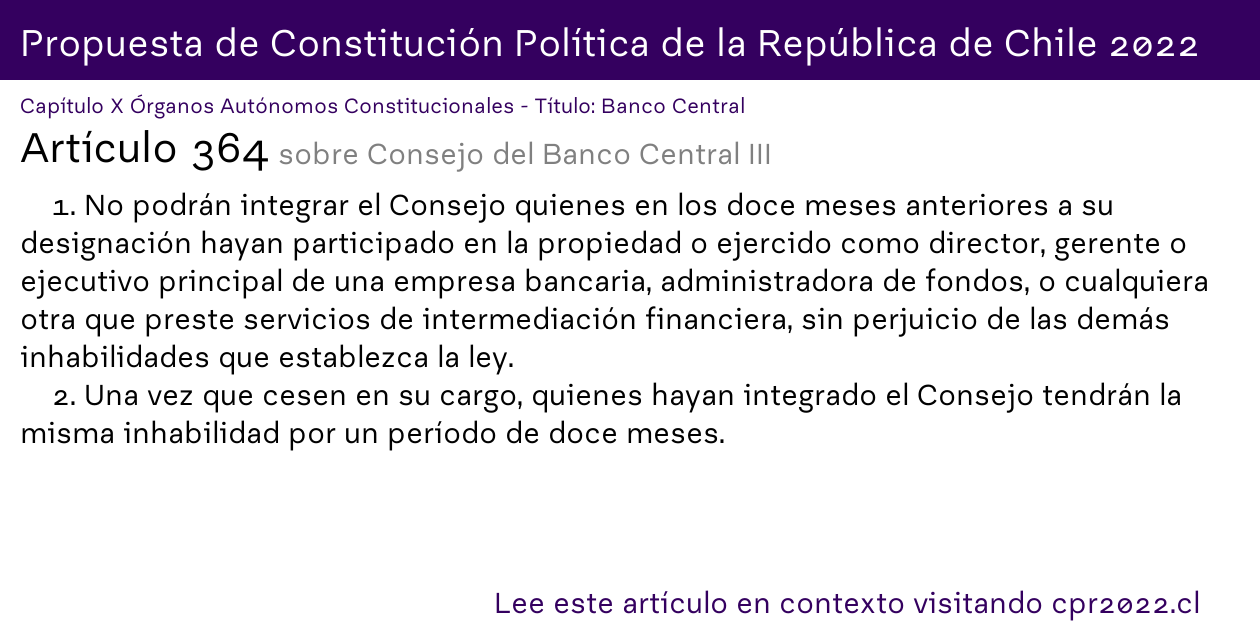 Propuesta de Constitución Política de la República de Chile 2022
Capítulo X Órganos Autónomos Constitucionales - Título: Banco Central
Artículo 364 sobre Consejo del Banco Central III
1. No podrán integrar el Consejo quienes en los doce meses anteriores a su
designación hayan participado en la propiedad o ejercido como director, gerente o
ejecutivo principal de una empresa bancaria, administradora de fondos, o cualquiera
otra que preste servicios de intermediación financiera, sin perjuicio de las demás
inhabilidades que establezca la ley.
2. Una vez que cesen en su cargo, quienes hayan integrado el Consejo tendrán la
misma inhabilidad por un período de doce meses.
Lee este artículo en contexto visitando cpr2022.cl